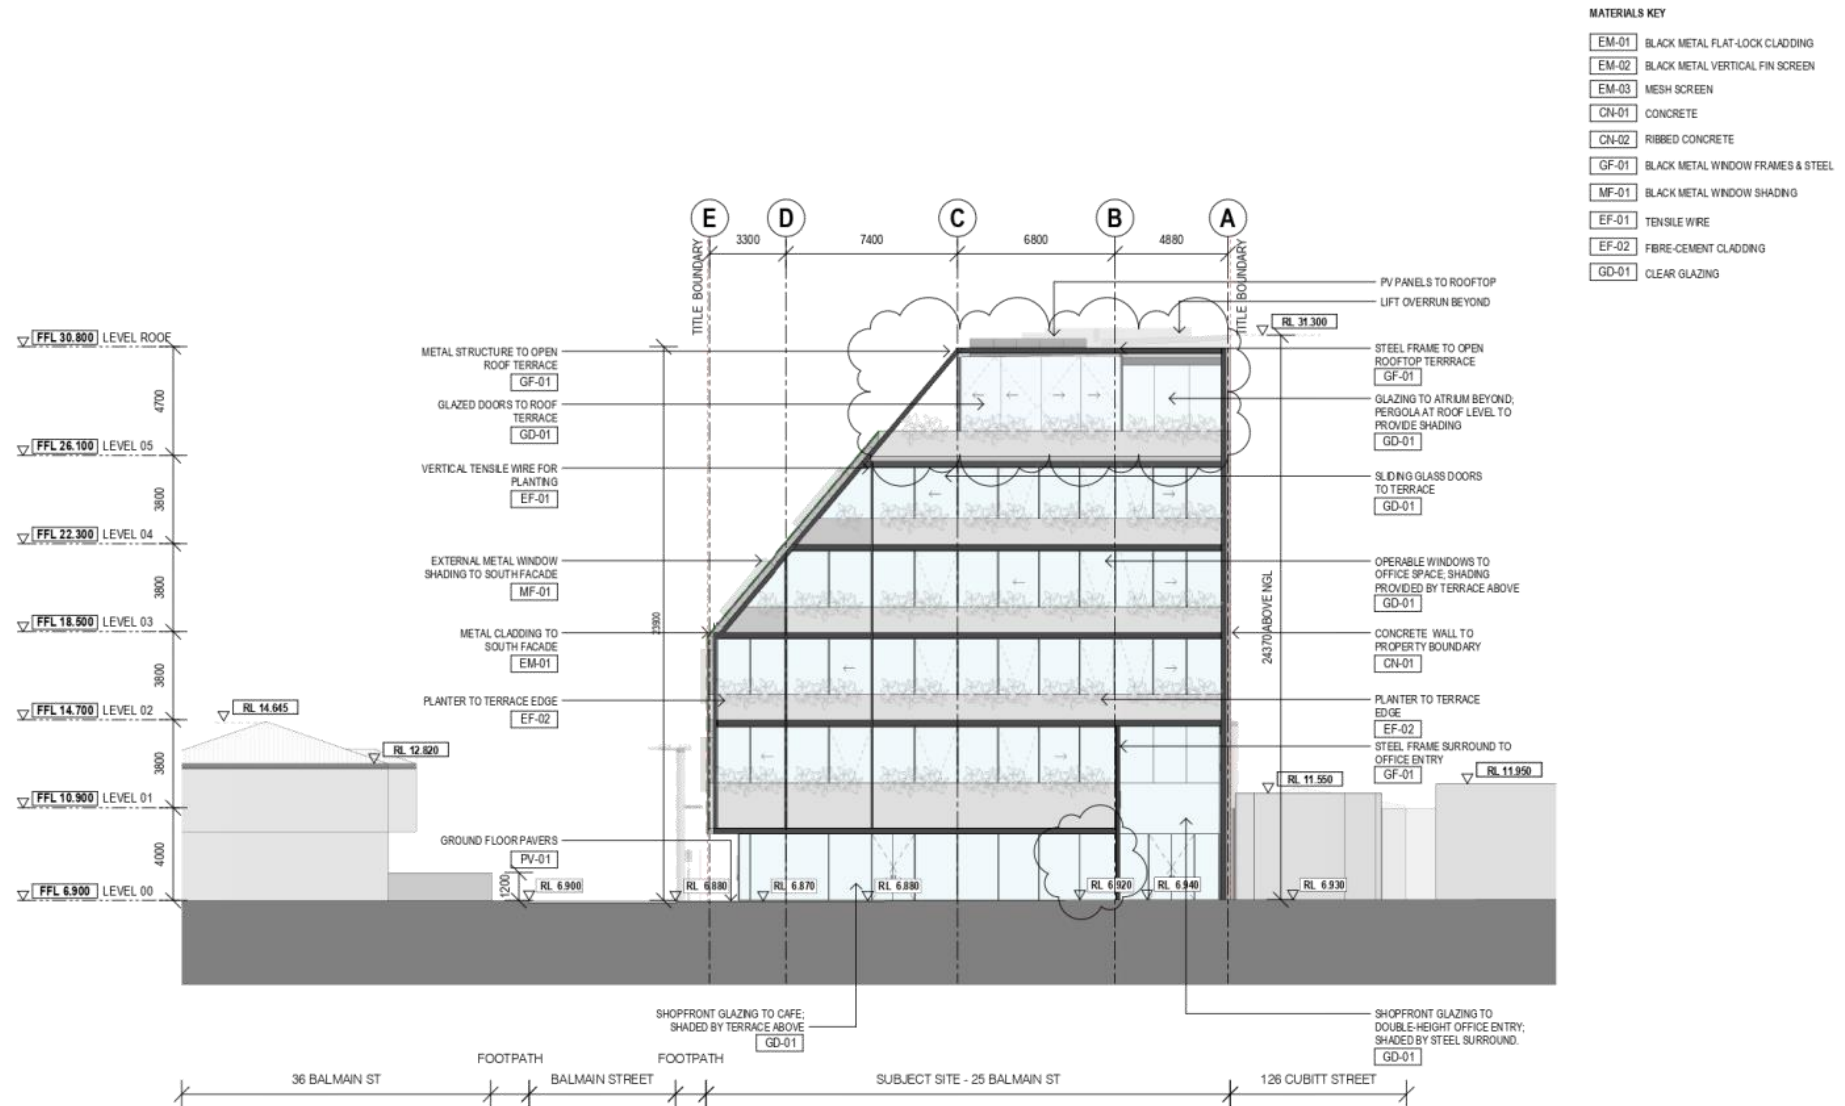 MATERIALS KEY
EM-01 BLACK METAL FLAT-LOCK CLADDING
EM-02 BLACK METAL VERTICAL FIN SCREEN
EM-03 MESH SCREEN
CN-01 CONCRETE
CN-02 RIBBED CONCRETE
GF-01 BLACK METAL WINDOW FRAMES & STEEL
MF-01 BLACK METAL WINDOW SHADING
EF-01 TENSILE WIRE
EF-02 FIBRE-CEMENT CLADDING
GD-01 CLEAR GLAZING
E D C B A
3300 7400 6800 4880
TITLE BOUNDARY
TITLE BOUNDARY
FFL 30.800 LEVEL ROOF
4700
FFL 26.100 LEVEL 05
3800
FFL 22.300 LEVEL 04
3800
FFL 18.500 LEVEL 03
3800
FFL 14.700 LEVEL 02
3800
FFL 10.900 LEVEL 01
4000
FFL 6.900 LEVEL 00
RL 14.645
RL 12.820
1200
METAL STRUCTURE TO OPEN
ROOF TERRACE
GF-01
GLAZED DOORS TO ROOF
TERRACE
GD-01
VERTICAL TENSILE WIRE FOR
PLANTING
EF-01
EXTERNAL METAL WINDOW
SHADING TO SOUTH FACADE
MF-01
METAL CLADDING TO
SOUTH FACADE
EM-01
PLANTER TO TERRACE EDGE
EF-02
GROUND FLOOR PAVERS
PV-01
23900
PV PANELS TO ROOFTOP
LIFT OVERRUN BEYOND
RL 31.300
STEEL FRAME TO OPEN
ROOFTOP TERRRACE
GF-01
GLAZING TO ATRIUM BEYOND;
PERGOLA AT ROOF LEVEL TO
PROVIDE SHADING
GD-01
SLIDING GLASS DOORS
TO TERRACE
GD-01
OPERABLE WINDOWS TO
OFFICE SPACE; SHADING
PROVIDED BY TERRACE ABOVE
GD-01
24370 ABOVE NGL
CONCRETE WALL TO
PROPERTY BOUNDARY
CN-01
PLANTER TO TERRACE
EDGE
EF-02
STEEL FRAME SURROUND TO
OFFICE ENTRY
GF-01
RL 11.550
RL 11.950
RL 6.900
RL 6.880
RL 6.870
RL 6.880
RL 6.920
RL 6.940
RL 6.930
SHOPFRONT GLAZING TO CAFE;
SHADED BY TERRACE ABOVE
GD-01
SHOPFRONT GLAZING TO
DOUBLE-HEIGHT OFFICE ENTRY;
SHADED BY STEEL SURROUND.
GD-01
FOOTPATH FOOTPATH
36 BALMAIN ST BALMAIN STREET SUBJECT SITE - 25 BALMAIN ST 126 CUBITT STREET